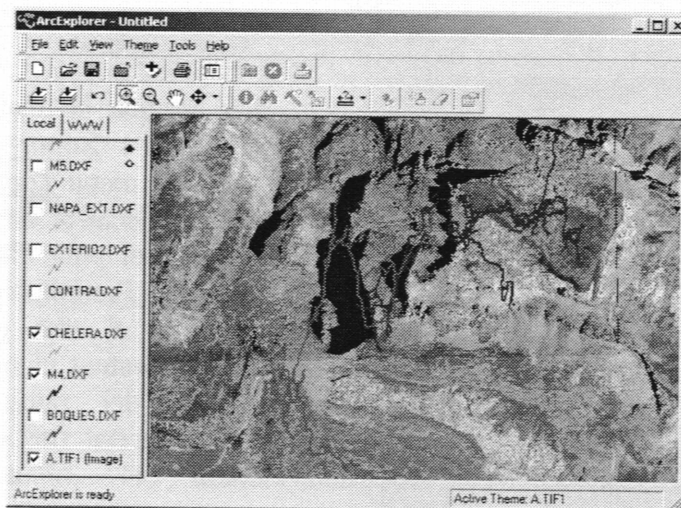 ArcExplorer - Untitled
File Edit View Theme Tools Help
Local WWW
M5.DXF
NAPA_EXT.DXF
EXTERIO2.DXF
CONTRA.DXF
CHELERA.DXF
M4.DXF
BOQUES.DXF
A.TIF1 (Image)
ArcExplorer is ready
Active Theme: A.TIF1